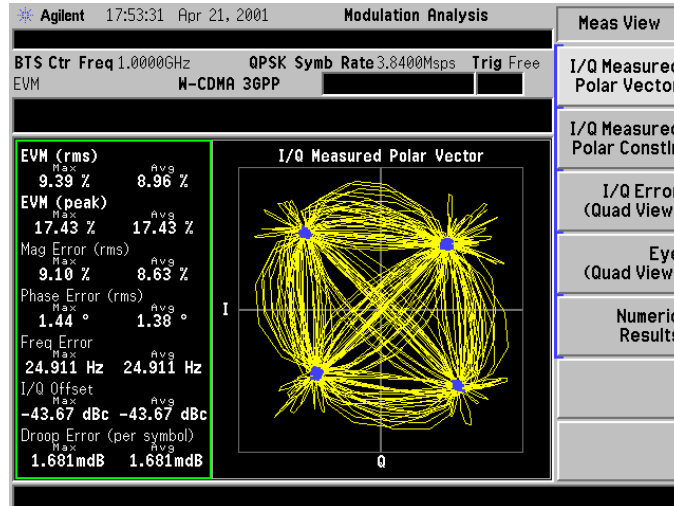 Agilent 17:53:31 Apr 21, 2001 Modulation Analysis
BTS Ctr Freq 1.0000GHz QPSK Symb Rate 3.8400Msps Trig Free
EVM W-CDMA 3GPP
EVM (rms)
Max Avg
9.39 % 8.96 %
EVM (peak)
Max Avg
17.43 % 17.43 %
Mag Error (rms)
Max Avg
9.10 % 8.63 %
Phase Error (rms)
Max Avg
1.44 ° 1.38 °
Freq Error
Max Avg
24.911 Hz 24.911 Hz
I/Q Offset
Max Avg
-43.67 dBc -43.67 dBc
Droop Error (per symbol)
Max Avg
1.681mdB 1.681mdB
I/Q Measured Polar Vector
I
Q
Meas View
I/Q Measured
Polar Vector
I/Q Measured
Polar Constln
I/Q Error
(Quad View
Eye
(Quad View
Numeric
Results